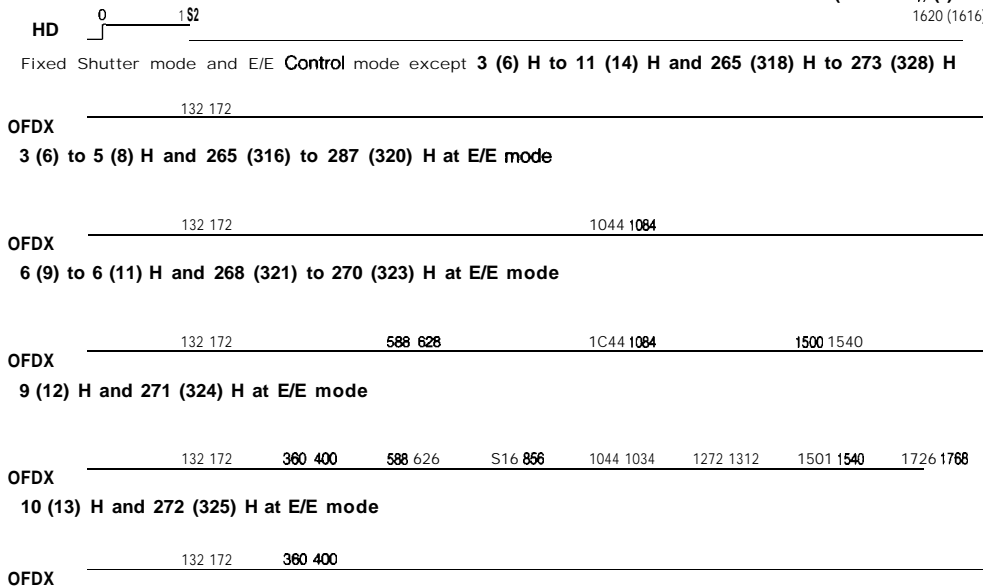 0 1 S2 1620 (1616)
HD
Fixed Shutter mode and E/E Control mode except 3 (6) H to 11 (14) H and 265 (318) H to 273 (328) H
132 172
OFDX
3 (6) to 5 (8) H and 265 (316) to 287 (320) H at E/E mode
132 172 1044 1084
OFDX
6 (9) to 6 (11) H and 268 (321) to 270 (323) H at E/E mode
132 172 588 628 1C44 1084 1500 1540
OFDX
9 (12) H and 271 (324) H at E/E mode
132 172 360 400 588 626 S16 856 1044 1034 1272 1312 1501 1540 1726 1768
OFDX
10 (13) H and 272 (325) H at E/E mode
132 172 360 400
OFDX